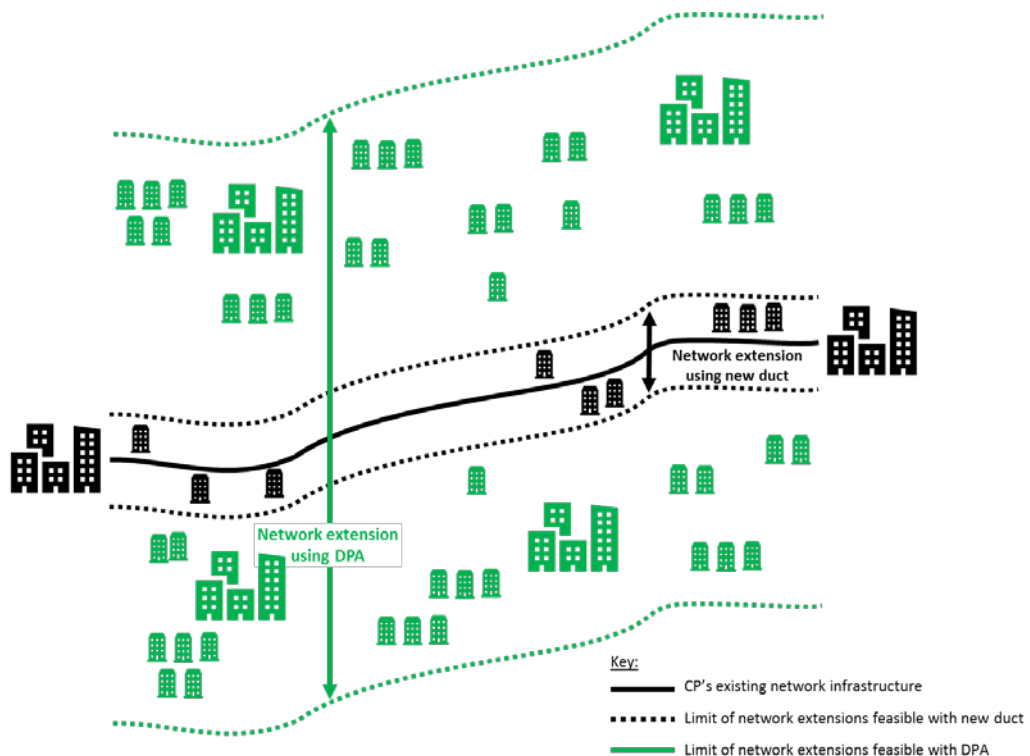 Network extension
using new duct
Network extension
using DPA
Key:
CP's existing network infrastructure
Limit of network extensions feasible with new duct
Limit of network extensions feasible with DPA